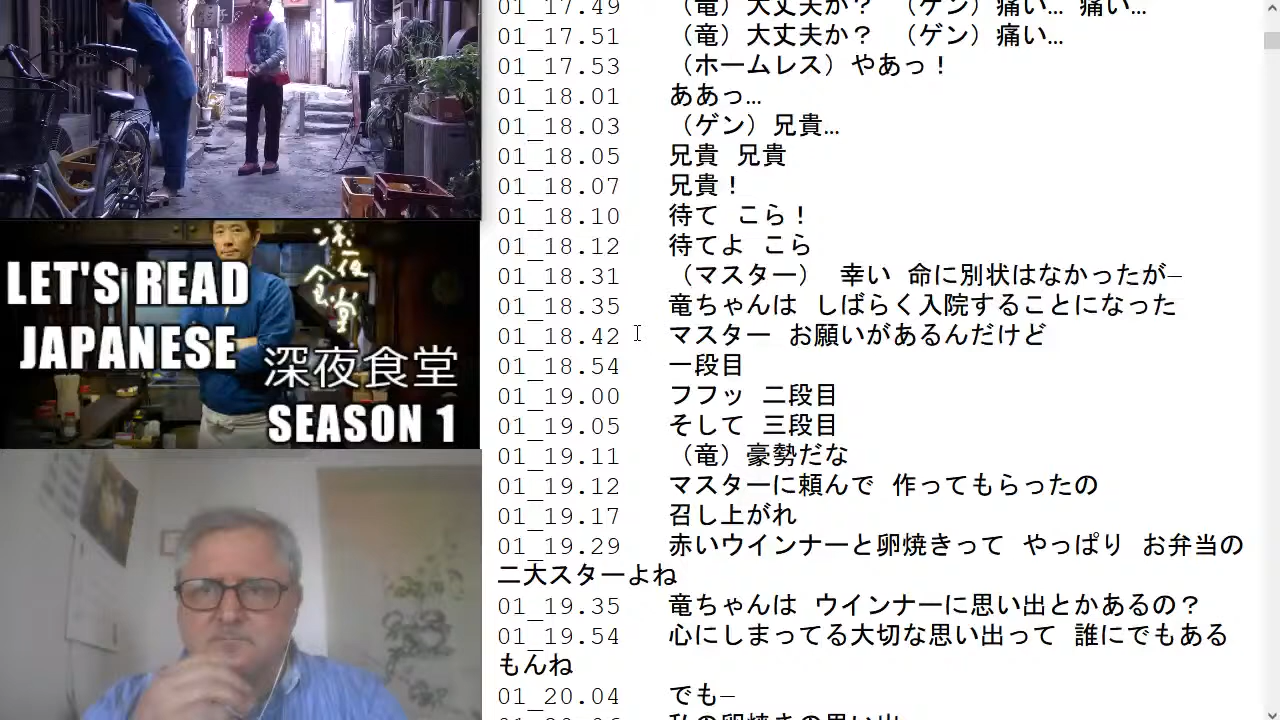 LET'S READ
JAPANESE
深夜食堂
深夜食堂
SEASON 1
01_17.49 （竜）大丈夫か？ （ゲン）痛い… 痛い…
01_17.51 （竜）大丈夫か？ （ゲン）痛い…
01_17.53 （ホームレス）やあっ！
01_18.01 ああっ…
01_18.03 （ゲン）兄貴…
01_18.05 兄貴 兄貴
01_18.07 兄貴！
01_18.10 待て こら！
01_18.12 待てよ こら
01_18.31 （マスター） 幸い 命に別状はなかったが―
01_18.35 竜ちゃんは しばらく入院することになった
01_18.42 マスター お願いがあるんだけど
01_18.54 一段目
01_19.00 フフッ 二段目
01_19.05 そして 三段目
01_19.11 （竜）豪勢だな
01_19.12 マスターに頼んで 作ってもらったの
01_19.17 召し上がれ
01_19.29 赤いウインナーと卵焼きって やっぱり お弁当の
二大スターよね
01_19.35 竜ちゃんは ウインナーに思い出とかあるの？
01_19.54 心にしまってる大切な思い出って 誰にでもある
もんね
01_20.04 でも―